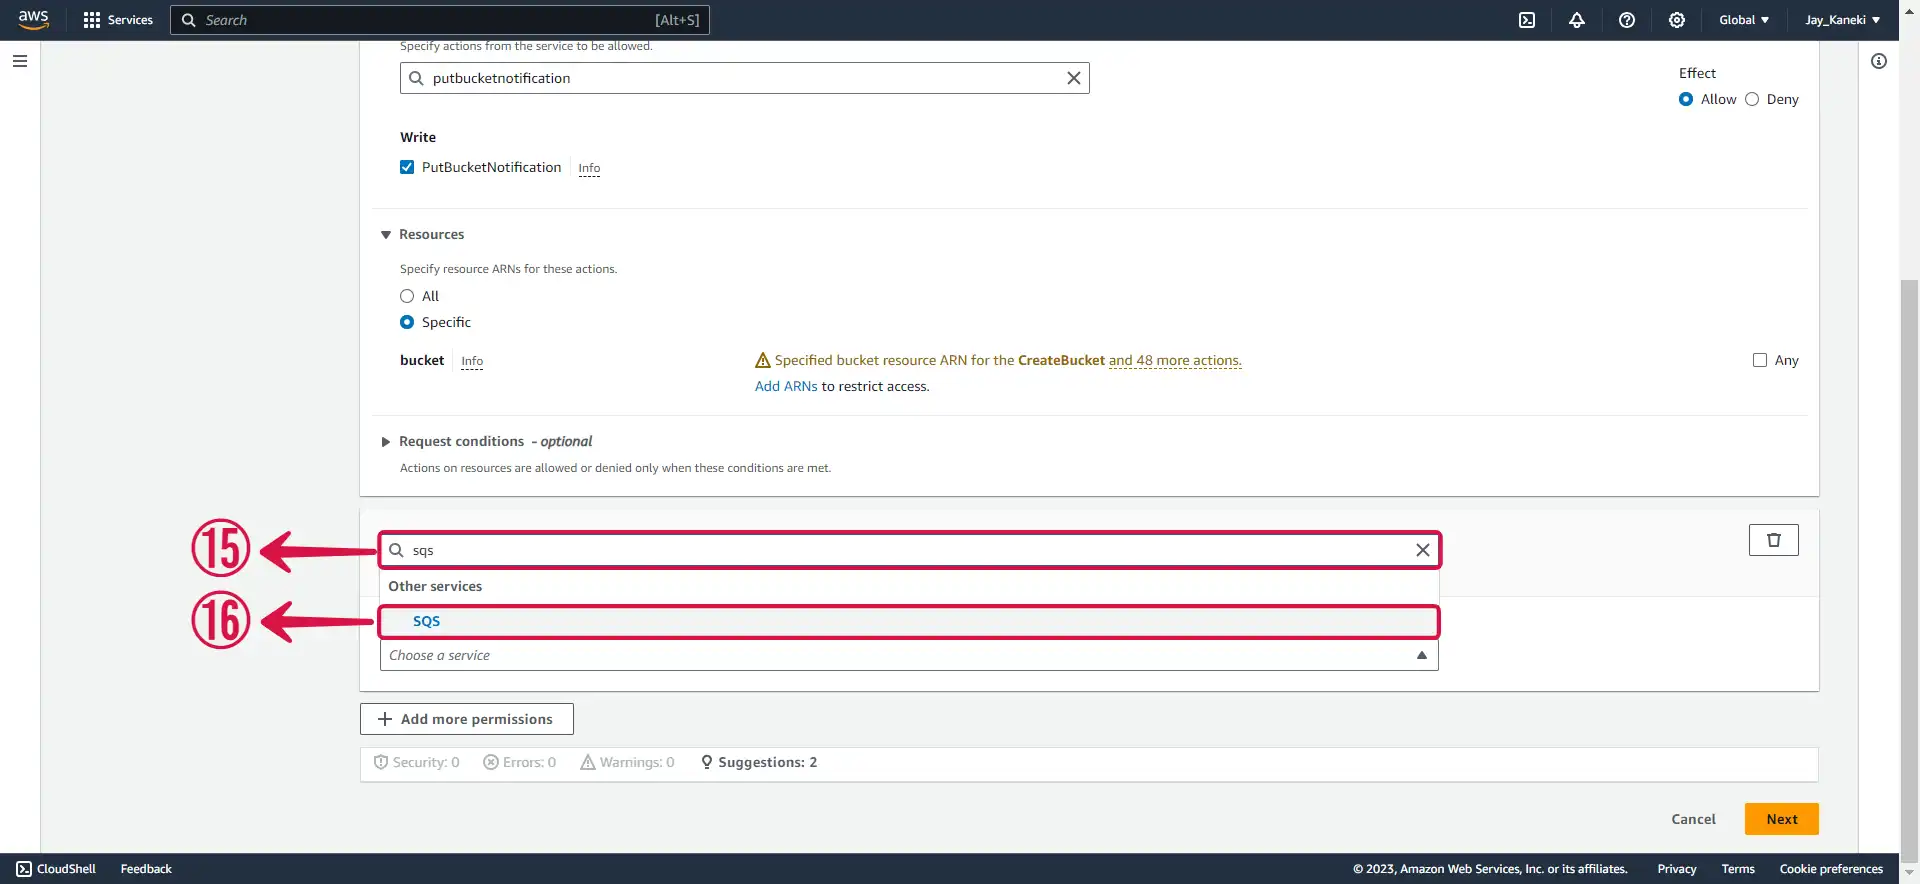 aws
Services
Search
[Alt+S]
Global
Jay_Kaneki
Specify actions from the service to be allowed.
putbucketnotification
Effect
Allow
Deny
Write
PutBucketNotification
Info
Resources
Specify resource ARNs for these actions.
All
Specific
bucket
Info
Specified bucket resource ARN for the CreateBucket and 48 more actions.
Any
Add ARNs to restrict access.
Request conditions - optional
Actions on resources are allowed or denied only when these conditions are met.
15
sqs
Other services
16
SQS
Choose a service
Add more permissions
Security: 0
Errors: 0
Warnings: 0
Suggestions: 2
Cancel
Next
CloudShell
Feedback
© 2023, Amazon Web Services, Inc. or its affiliates.
Privacy
Terms
Cookie preferences